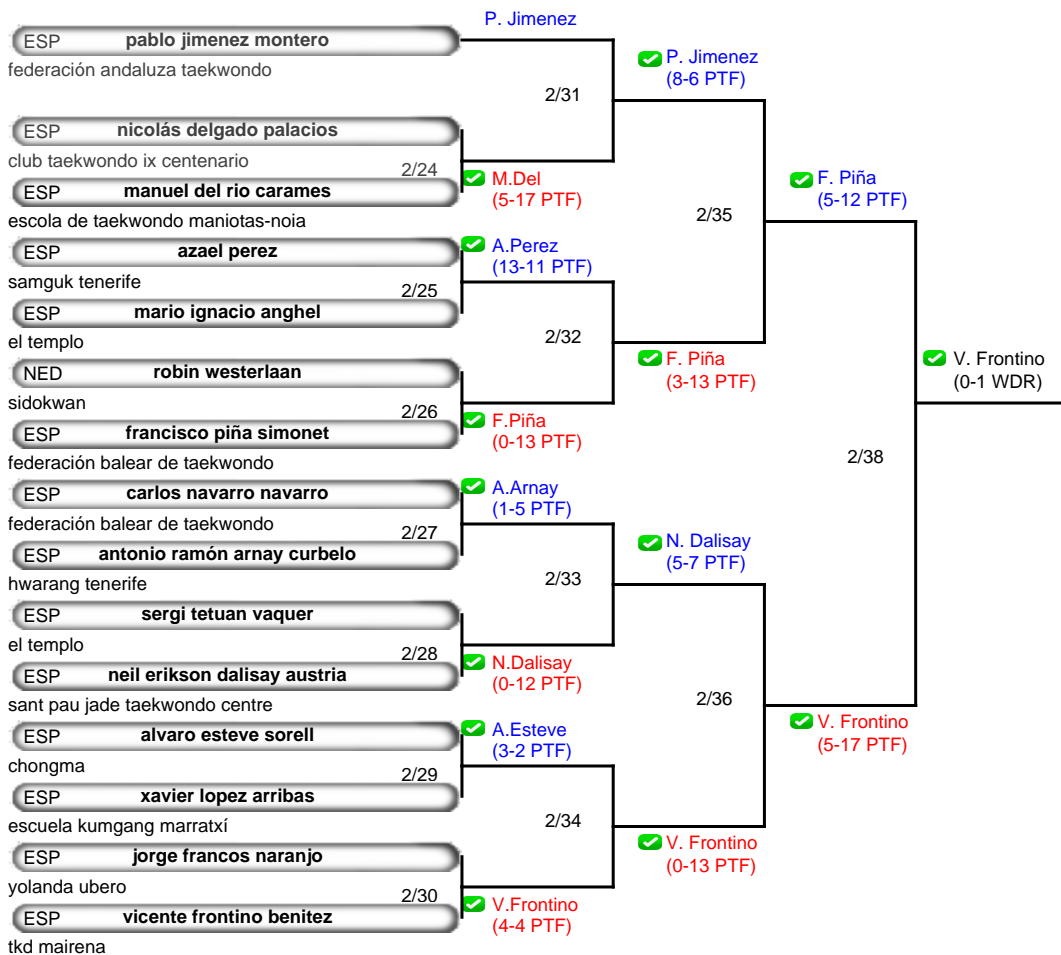 P. Jimenez
ESP pablo jimenez montero
federación andaluza taekwondo
P. Jimenez
(8-6 PTF)
2/31
ESP nicolás delgado palacios
club taekwondo ix centenario
2/24
ESP manuel del rio carames
escola de taekwondo maniotas-noia
M.Del
(5-17 PTF)
F. Piña
(5-12 PTF)
2/35
ESP azael perez
samguk tenerife
A.Perez
(13-11 PTF)
2/25
ESP mario ignacio anghel
el templo
2/32
NED robin westerlaan
sidokwan
F. Piña
(3-13 PTF)
V. Frontino
(0-1 WDR)
2/26
ESP francisco piña simonet
federación balear de taekwondo
F.Piña
(0-13 PTF)
2/38
ESP carlos navarro navarro
federación balear de taekwondo
A.Arnay
(1-5 PTF)
2/27
ESP antonio ramón arnay curbelo
hwarang tenerife
N. Dalisay
(5-7 PTF)
2/33
ESP sergi tetuan vaquer
el templo
2/28
ESP neil erikson dalisay austria
sant pau jade taekwondo centre
N.Dalisay
(0-12 PTF)
2/36
ESP alvaro esteve sorell
chongma
A.Esteve
(3-2 PTF)
V. Frontino
(5-17 PTF)
2/29
ESP xavier lopez arribas
escuela kumgang marratxí
2/34
ESP jorge francos naranjo
yolanda ubero
V. Frontino
(0-13 PTF)
2/30
ESP vicente frontino benitez
tkd mairena
V.Frontino
(4-4 PTF)